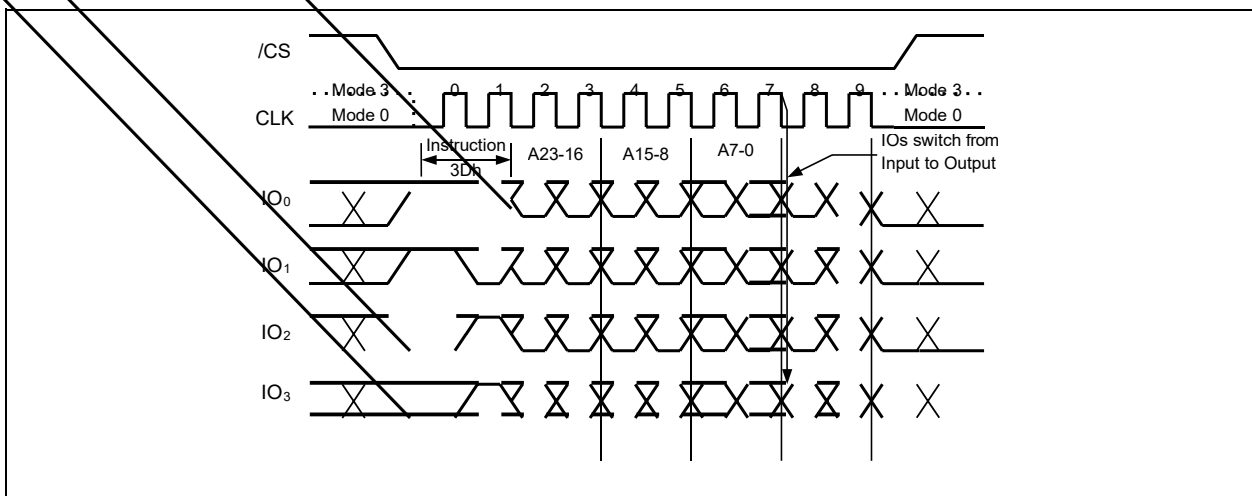 /CS
Mode 3 0 1 2 3 4 5 6 7 8 9 Mode 3
CLK Mode 0 Mode 0
Instruction A23-16 A15-8 A7-0 IOs switch from
3Dh Input to Output
IO₀
IO₁
IO₂
IO₃